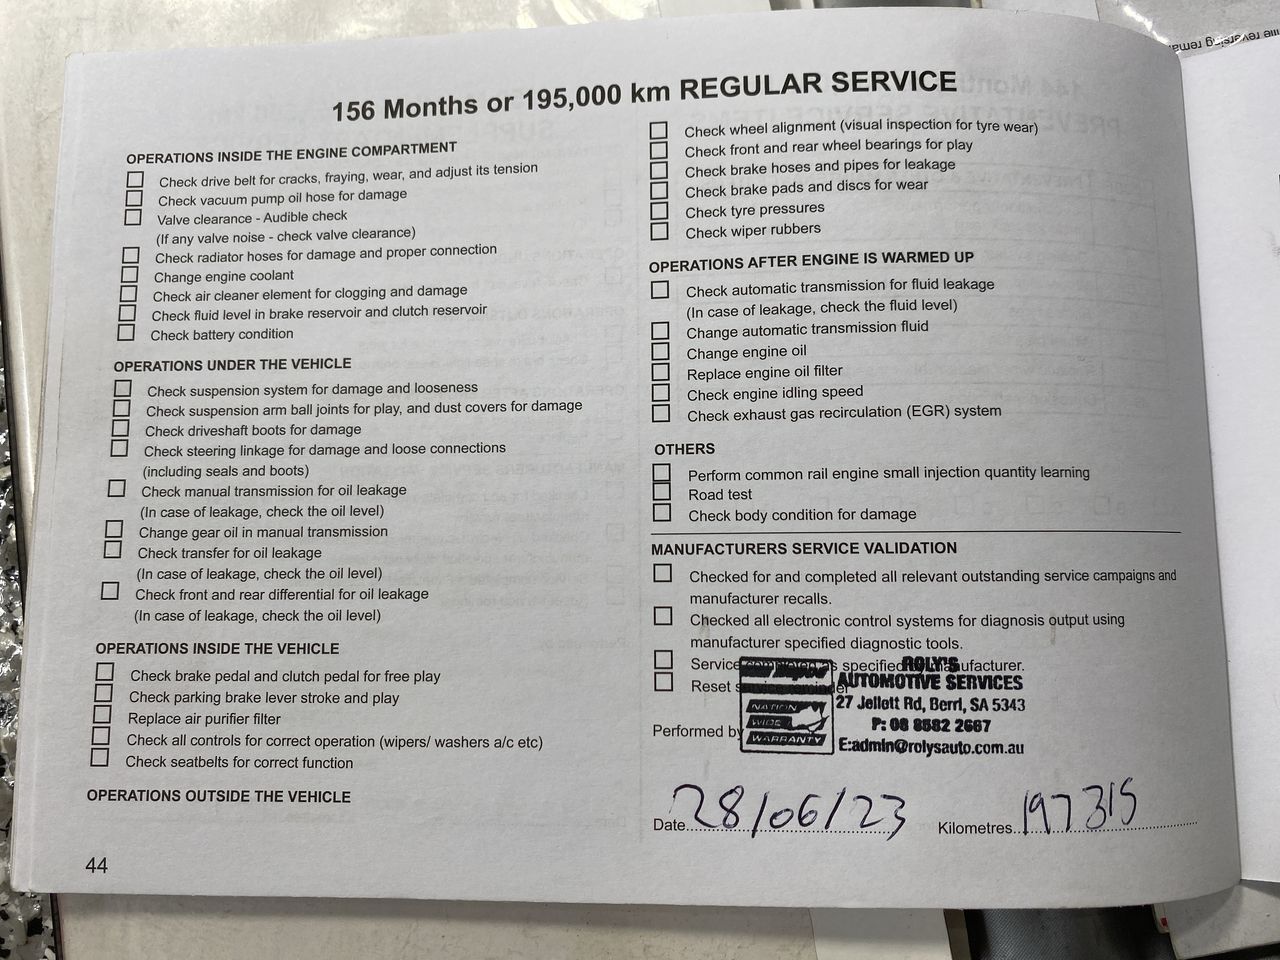 156 Months or 195,000 km REGULAR SERVICE
OPERATIONS INSIDE THE ENGINE COMPARTMENT
Check drive belt for cracks, fraying, wear, and adjust its tension
Check vacuum pump oil hose for damage
Valve clearance - Audible check
(If any valve noise - check valve clearance)
Check radiator hoses for damage and proper connection
Change engine coolant
Check air cleaner element for clogging and damage
Check fluid level in brake reservoir and clutch reservoir
Check battery condition
OPERATIONS UNDER THE VEHICLE
Check suspension system for damage and looseness
Check suspension arm ball joints for play, and dust covers for damage
Check driveshaft boots for damage
Check steering linkage for damage and loose connections
(including seals and boots)
Check manual transmission for oil leakage
(In case of leakage, check the oil level)
Change gear oil in manual transmission
Check transfer for oil leakage
(In case of leakage, check the oil level)
Check front and rear differential for oil leakage
(In case of leakage, check the oil level)
OPERATIONS INSIDE THE VEHICLE
Check brake pedal and clutch pedal for free play
Check parking brake lever stroke and play
Replace air purifier filter
Check all controls for correct operation (wipers/ washers a/c etc)
Check seatbelts for correct function
OPERATIONS OUTSIDE THE VEHICLE
44
Check wheel alignment (visual inspection for tyre wear)
Check front and rear wheel bearings for play
Check brake hoses and pipes for leakage
Check brake pads and discs for wear
Check tyre pressures
Check wiper rubbers
OPERATIONS AFTER ENGINE IS WARMED UP
Check automatic transmission for fluid leakage
(In case of leakage, check the fluid level)
Change automatic transmission fluid
Change engine oil
Replace engine oil filter
Check engine idling speed
Check exhaust gas recirculation (EGR) system
OTHERS
Perform common rail engine small injection quantity learning
Road test
Check body condition for damage
MANUFACTURERS SERVICE VALIDATION
Checked for and completed all relevant outstanding service campaigns and
manufacturer recalls.
Checked all electronic control systems for diagnosis output using
manufacturer specified diagnostic tools.
Service completed as specified manufacturer.
Reset service reminder
Performed by
NATION
WIDE
WARRANTY
ROLY'S
AUTOMOTIVE SERVICES
27 Jellett Rd, Berri, SA 5343
P: 08 8582 2667
E:admin@rolysauto.com.au
Date 28/06/23 Kilometres 197315